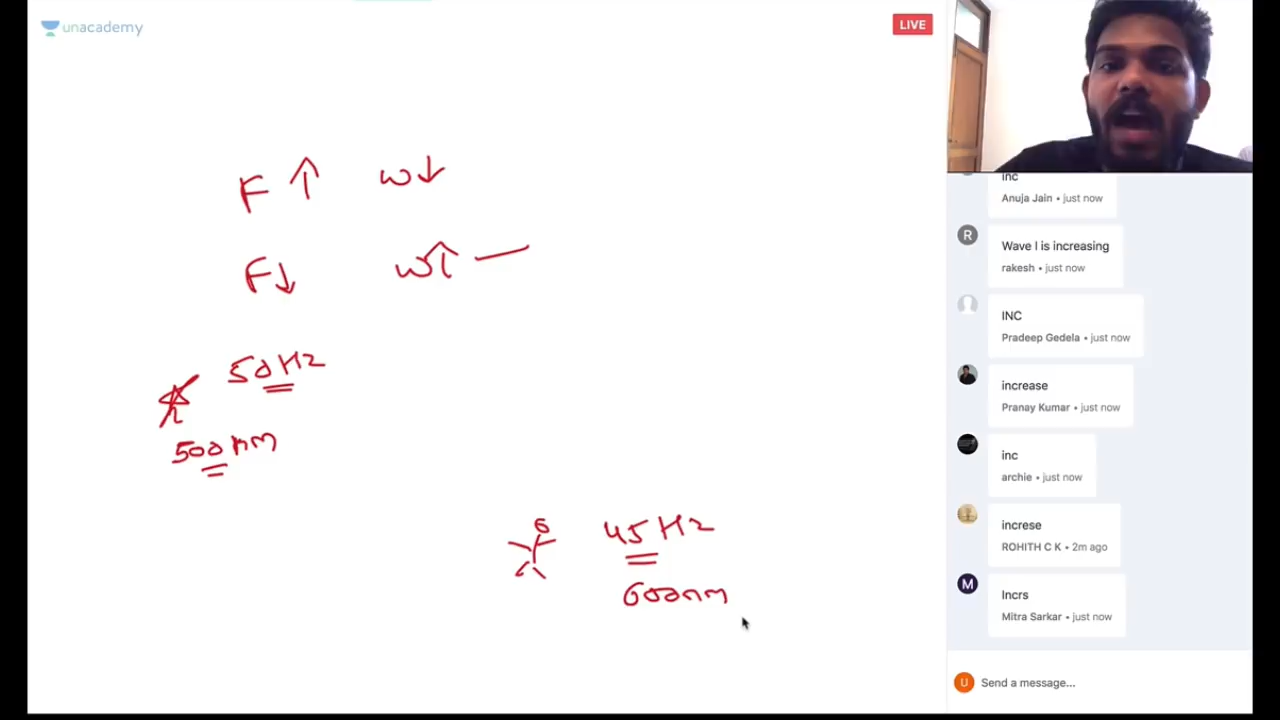 unacademy
LIVE
F ↑ w↓
F↓ w↑ —
50Hz
500nm
45Hz
600nm
inc
Anuja Jain • just now
R
Wave l is increasing
rakesh • just now
INC
Pradeep Gedela • just now
increase
Pranay Kumar • just now
inc
archie • just now
increse
ROHITH C K • 2m ago
M
Incrs
Mitra Sarkar • just now
U
Send a message...